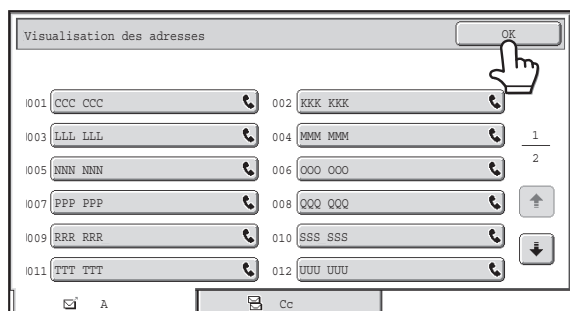 Visualisation des adresses OK
001 CCC CCC 002 KKK KKK
003 LLL LLL 004 MMM MMM
005 NNN NNN 006 OOO OOO
007 PPP PPP 008 QQQ QQQ
009 RRR RRR 010 SSS SSS
011 TTT TTT 012 UUU UUU
1
2
A Cc